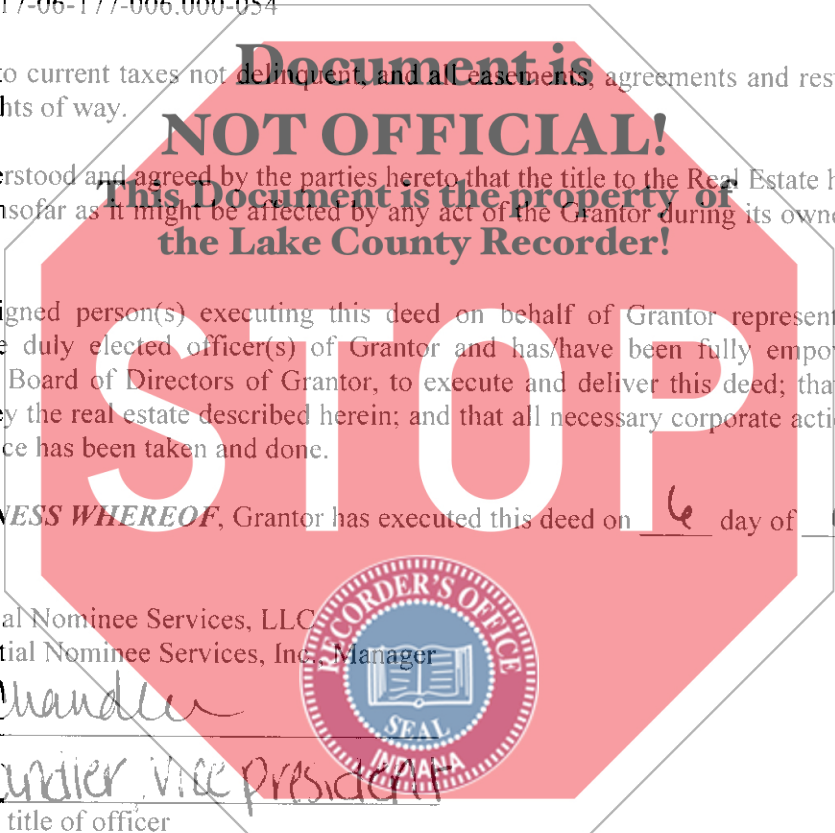 17-06-177-006.000-054
Document is
to current taxes not delinquent, and all easements, agreements and res
hts of way.
NOT OFFICIAL!
erstood and agreed by the parties hereto that the title to the Real Estate h
This Document is the property of
nsofar as it might be affected by any act of the Grantor during its owne
the Lake County Recorder!
igned person(s) executing this deed on behalf of Grantor represent
e duly elected officer(s) of Grantor and has/have been fully empo
Board of Directors of Grantor, to execute and deliver this deed; tha
ey the real estate described herein; and that all necessary corporate acti
ce has been taken and done.
STOP
NESS WHEREOF, Grantor has executed this deed on 6 day of
al Nominee Services, LLC
tial Nominee Services, Inc., Manager
Chandler
andler Vice President
title of officer
RECORDER'S OFFICE
SEAL
INDIANA